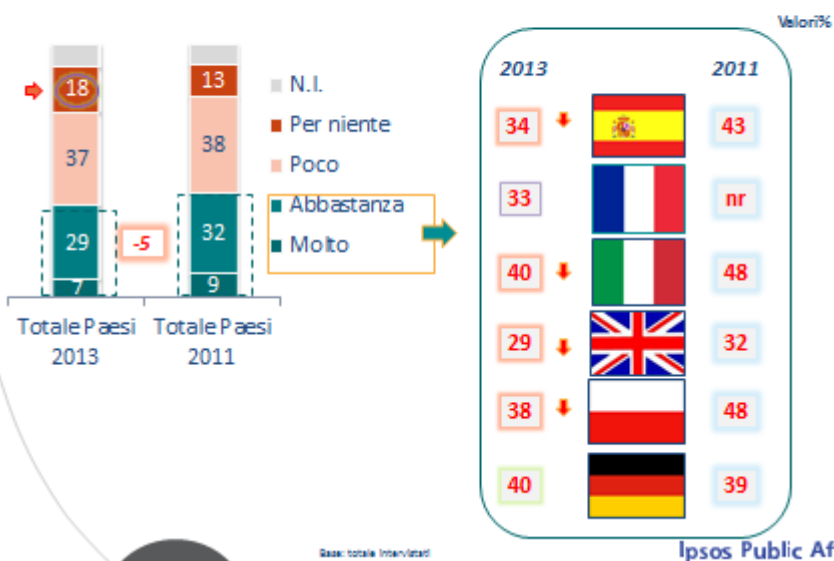 Valori%
18
37
29
7
-5
13
38
32
9
Totale Paesi
2013
Totale Paesi
2011
N.I.
Per niente
Poco
Abbastanza
Molto
2013 2011
34 43
33 nr
40 48
29 32
38 48
40 39
Base: totale intervistati
Ipsos Public Af